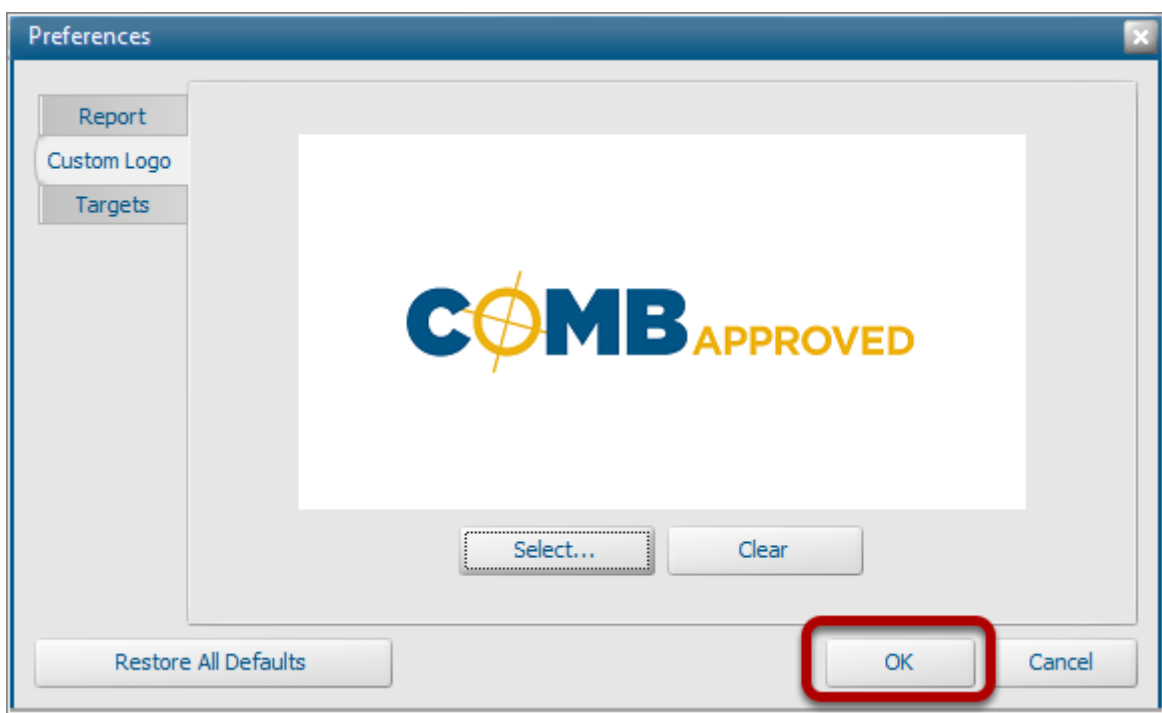 Preferences
Report
Custom Logo
Targets
COMB APPROVED
Select...
Clear
Restore All Defaults
OK
Cancel